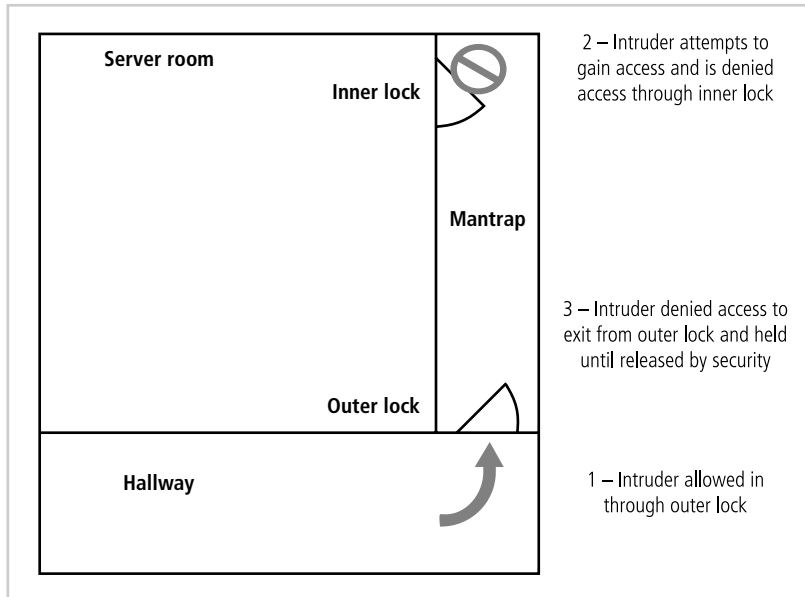 Server room
Inner lock
Mantrap
Outer lock
Hallway
2 – Intruder attempts to
gain access and is denied
access through inner lock
3 – Intruder denied access to
exit from outer lock and held
until released by security
1 – Intruder allowed in
through outer lock